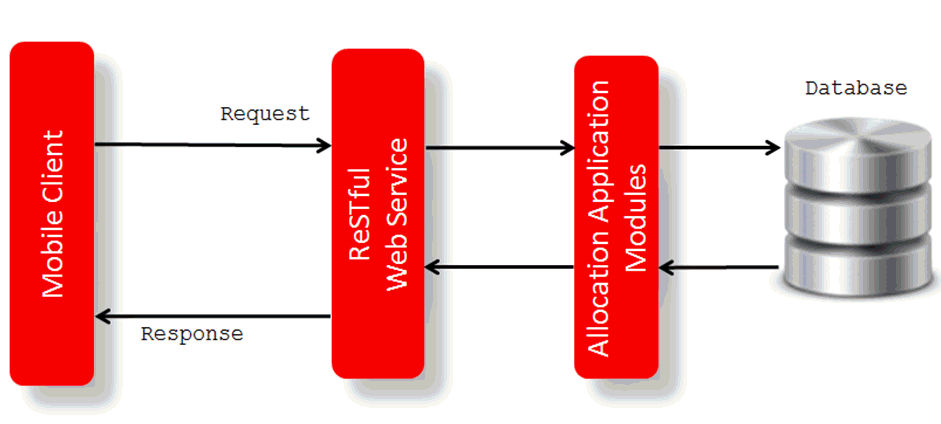 Mobile Client
Request
Response
ReSTful
Web Service
Allocation Application
Modules
Database